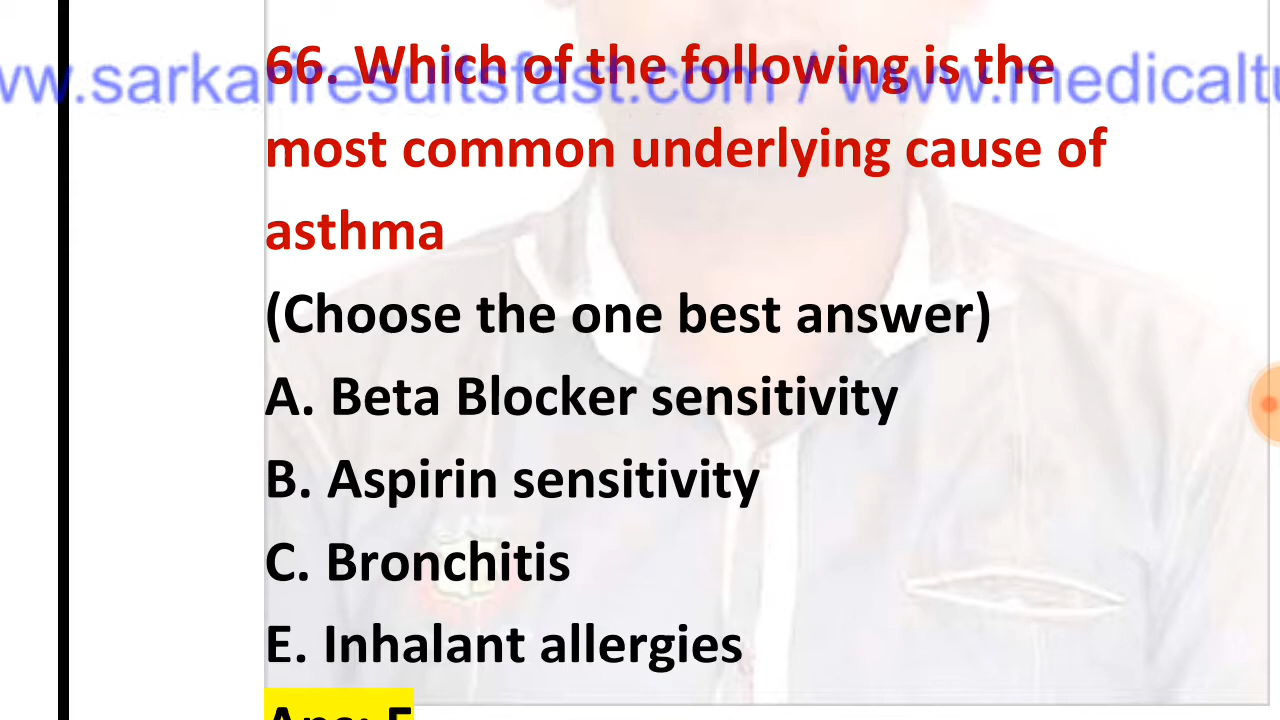 66. Which of the following is the
www.sarkariresultsfast.com / www.medicaltu
most common underlying cause of
asthma
(Choose the one best answer)
A. Beta Blocker sensitivity
B. Aspirin sensitivity
C. Bronchitis
E. Inhalant allergies
Ans: E